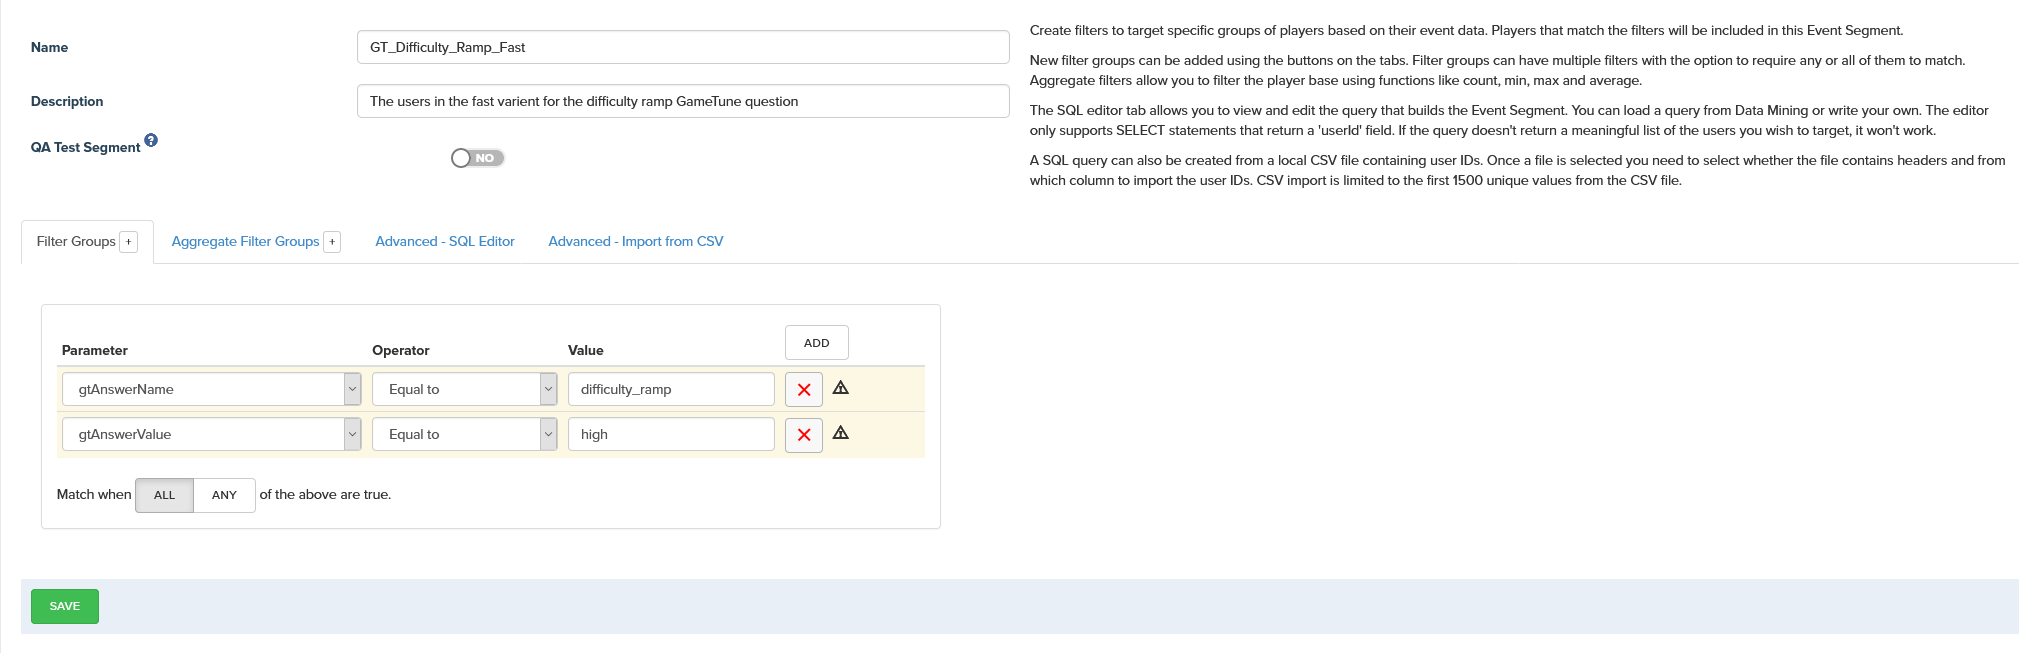 Name
GT_Difficulty_Ramp_Fast
Description
The users in the fast varient for the difficulty ramp GameTune question
QA Test Segment ?
NO
Create filters to target specific groups of players based on their event data. Players that match the filters will be included in this Event Segment.
New filter groups can be added using the buttons on the tabs. Filter groups can have multiple filters with the option to require any or all of them to match.
Aggregate filters allow you to filter the player base using functions like count, min, max and average.
The SQL editor tab allows you to view and edit the query that builds the Event Segment. You can load a query from Data Mining or write your own. The editor
only supports SELECT statements that return a 'userId' field. If the query doesn't return a meaningful list of the users you wish to target, it won't work.
A SQL query can also be created from a local CSV file containing user IDs. Once a file is selected you need to select whether the file contains headers and from
which column to import the user IDs. CSV import is limited to the first 1500 unique values from the CSV file.
Filter Groups + Aggregate Filter Groups + Advanced - SQL Editor Advanced - Import from CSV
Parameter Operator Value ADD
gtAnswerName Equal to difficulty_ramp
gtAnswerValue Equal to high
Match when ALL ANY of the above are true.
SAVE